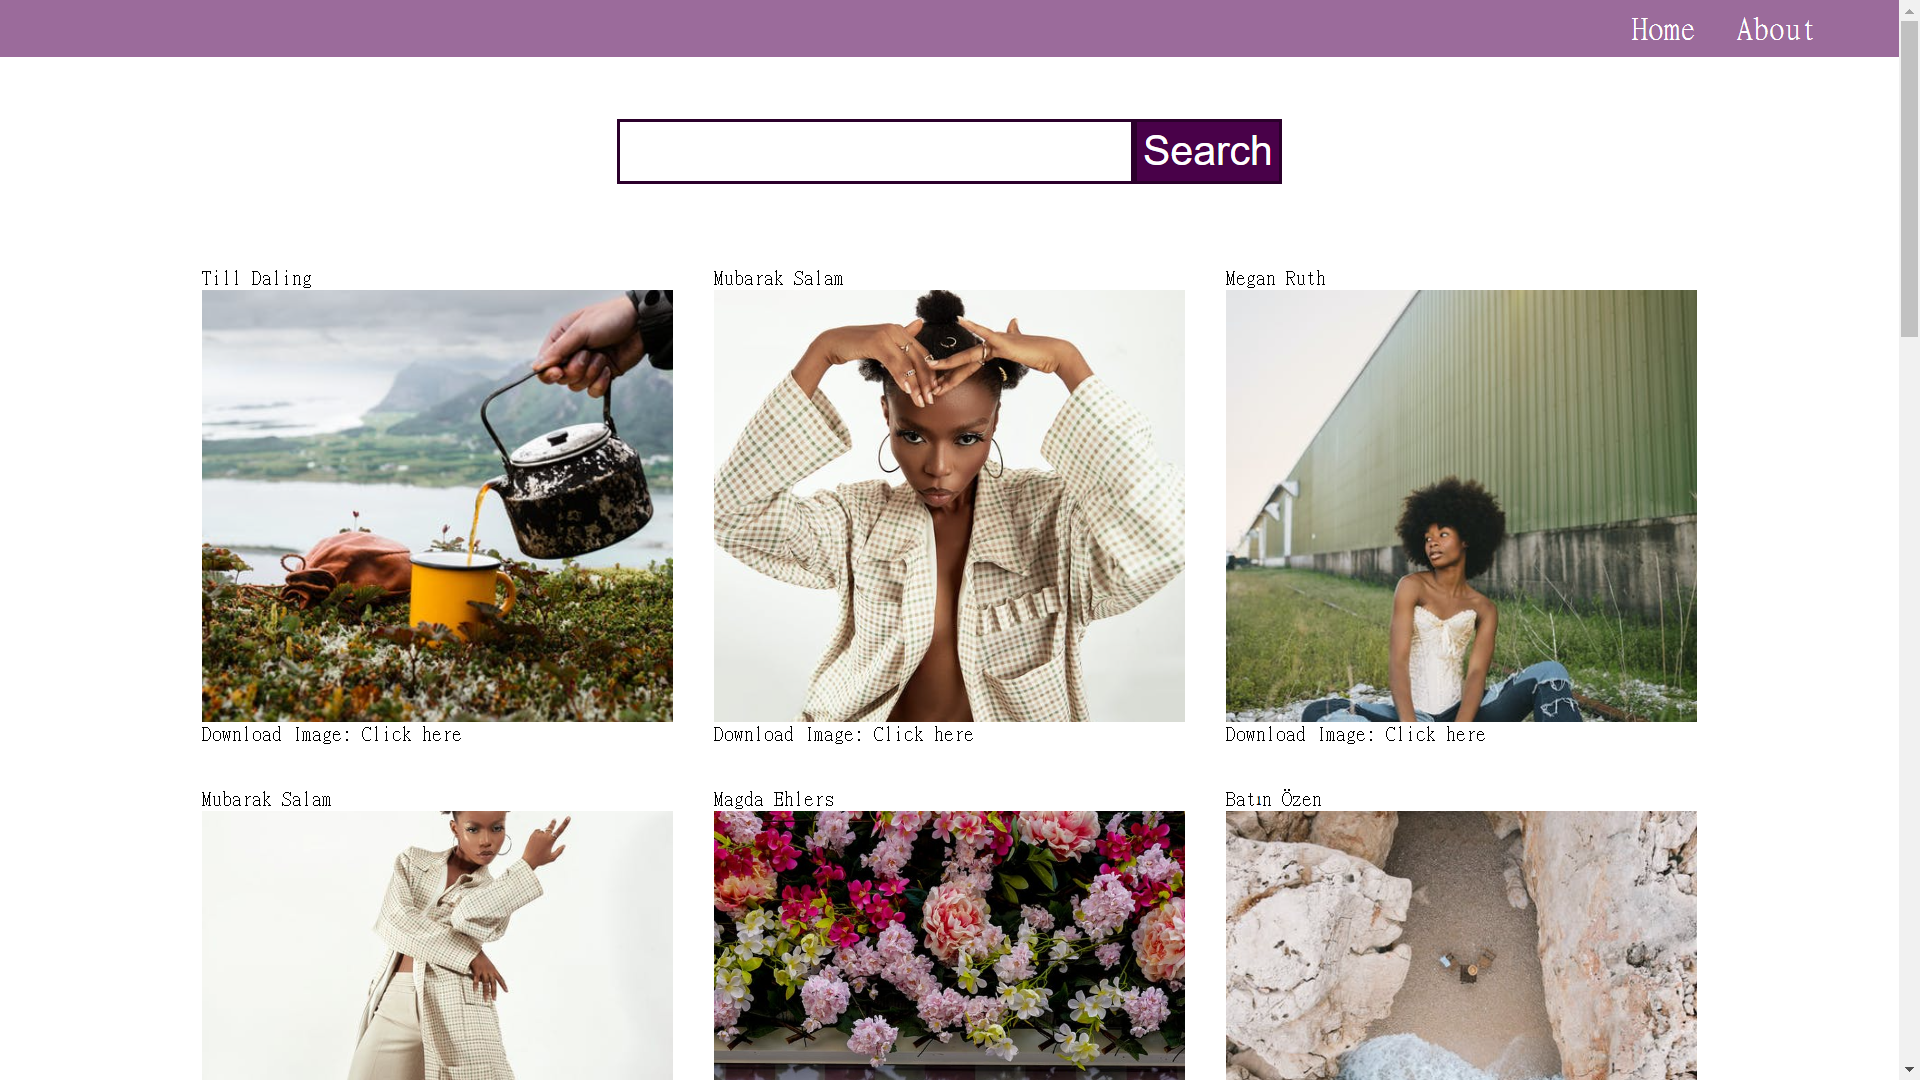 Home About
Search
Till Daling
Mubarak Salam
Megan Ruth
Download Image: Click here
Download Image: Click here
Download Image: Click here
Mubarak Salam
Magda Ehlers
Batın Özen